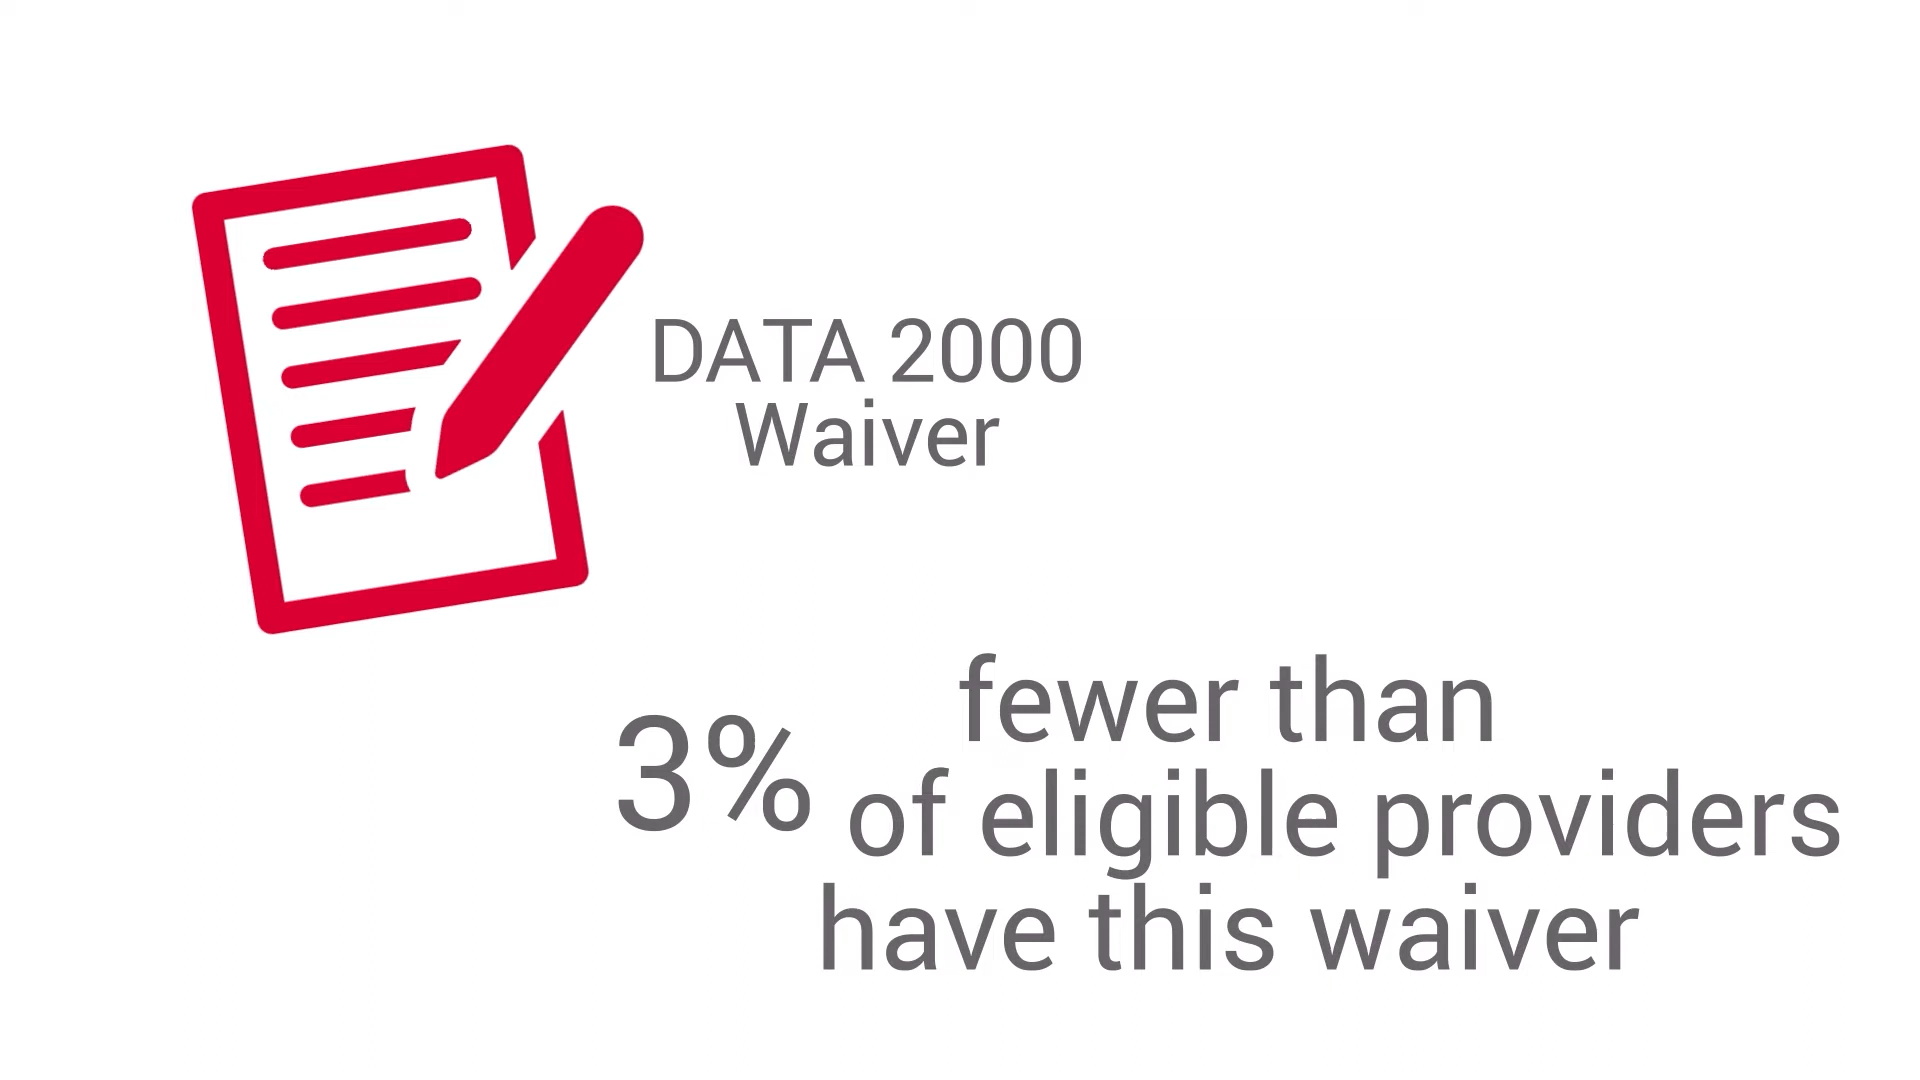 DATA 2000
Waiver
3%
fewer than
of eligible providers
have this waiver